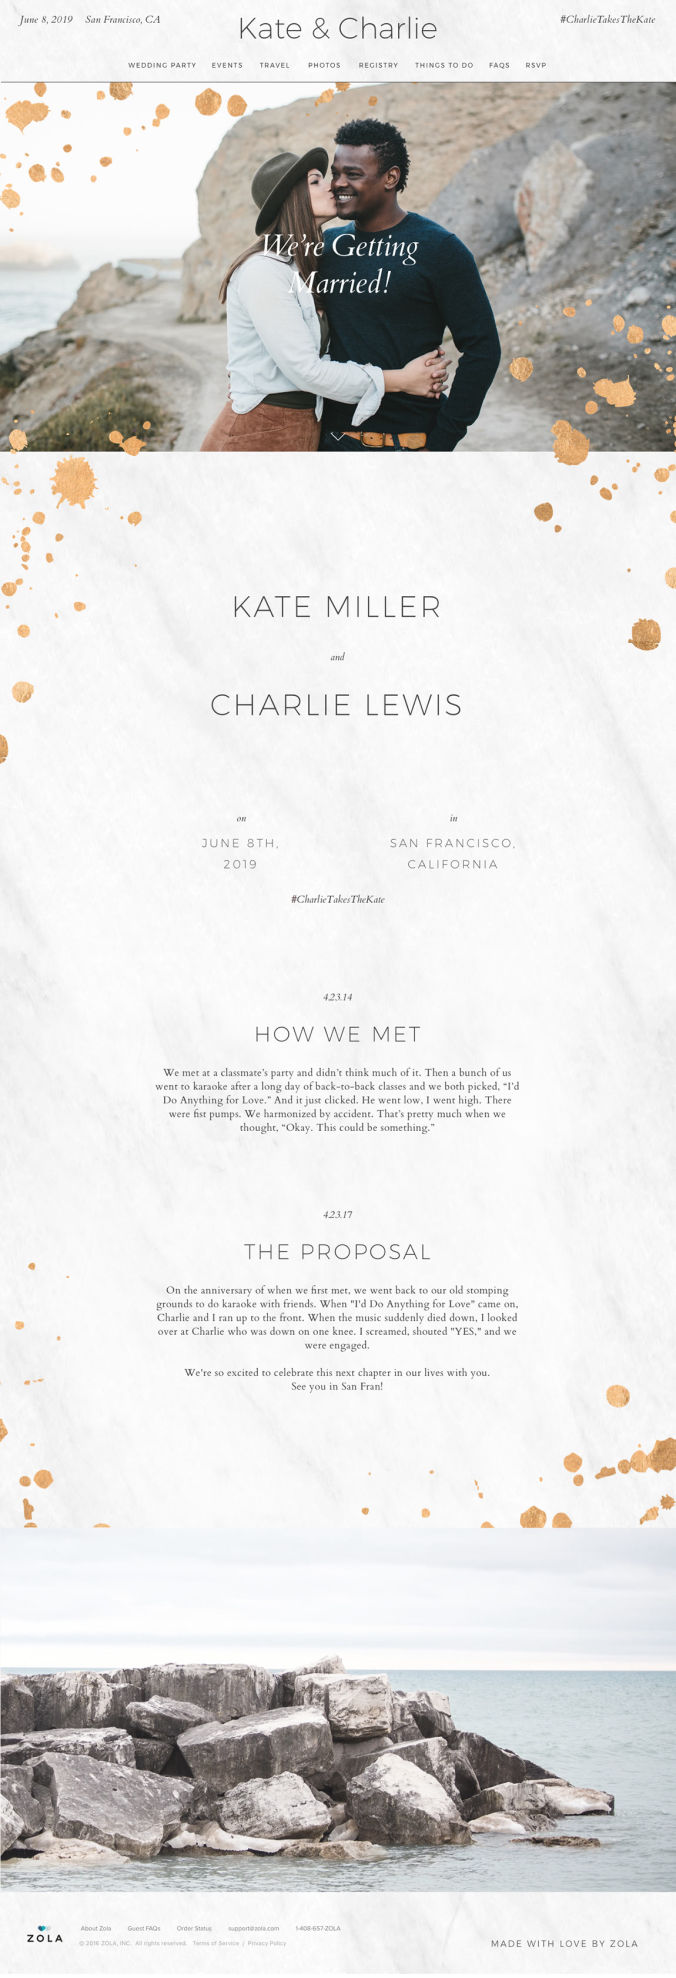 June 8, 2019 San Francisco, CA
Kate & Charlie
#CharlieTakesTheKate
WEDDING PARTY EVENTS TRAVEL PHOTOS REGISTRY THINGS TO DO FAQS RSVP
We're Getting
Married!
KATE MILLER
and
CHARLIE LEWIS
on
JUNE 8TH,
2019
in
SAN FRANCISCO,
CALIFORNIA
#CharlieTakesTheKate
4.23.14
HOW WE MET
We met at a classmate's party and didn't think much of it. Then a bunch of us
went to karaoke after a long day of back-to-back classes and we both picked, “I'd
Do Anything for Love.” And it just clicked. He went low, I went high. There
were fist pumps. We harmonized by accident. That's pretty much when we
thought, “Okay. This could be something.”
4.23.17
THE PROPOSAL
On the anniversary of when we first met, we went back to our old stomping
grounds to do karaoke with friends. When "I'd Do Anything for Love" came on,
Charlie and I ran up to the front. When the music suddenly died down, I looked
over at Charlie who was down on one knee. I screamed, shouted "YES," and we
were engaged.
We're so excited to celebrate this next chapter in our lives with you.
See you in San Fran!
ZOLA
About Zola Guest FAQs Order Status support@zola.com 1-408-657-ZOLA
© 2016 ZOLA, INC. All rights reserved. Terms of Service / Privacy Policy
MADE WITH LOVE BY ZOLA